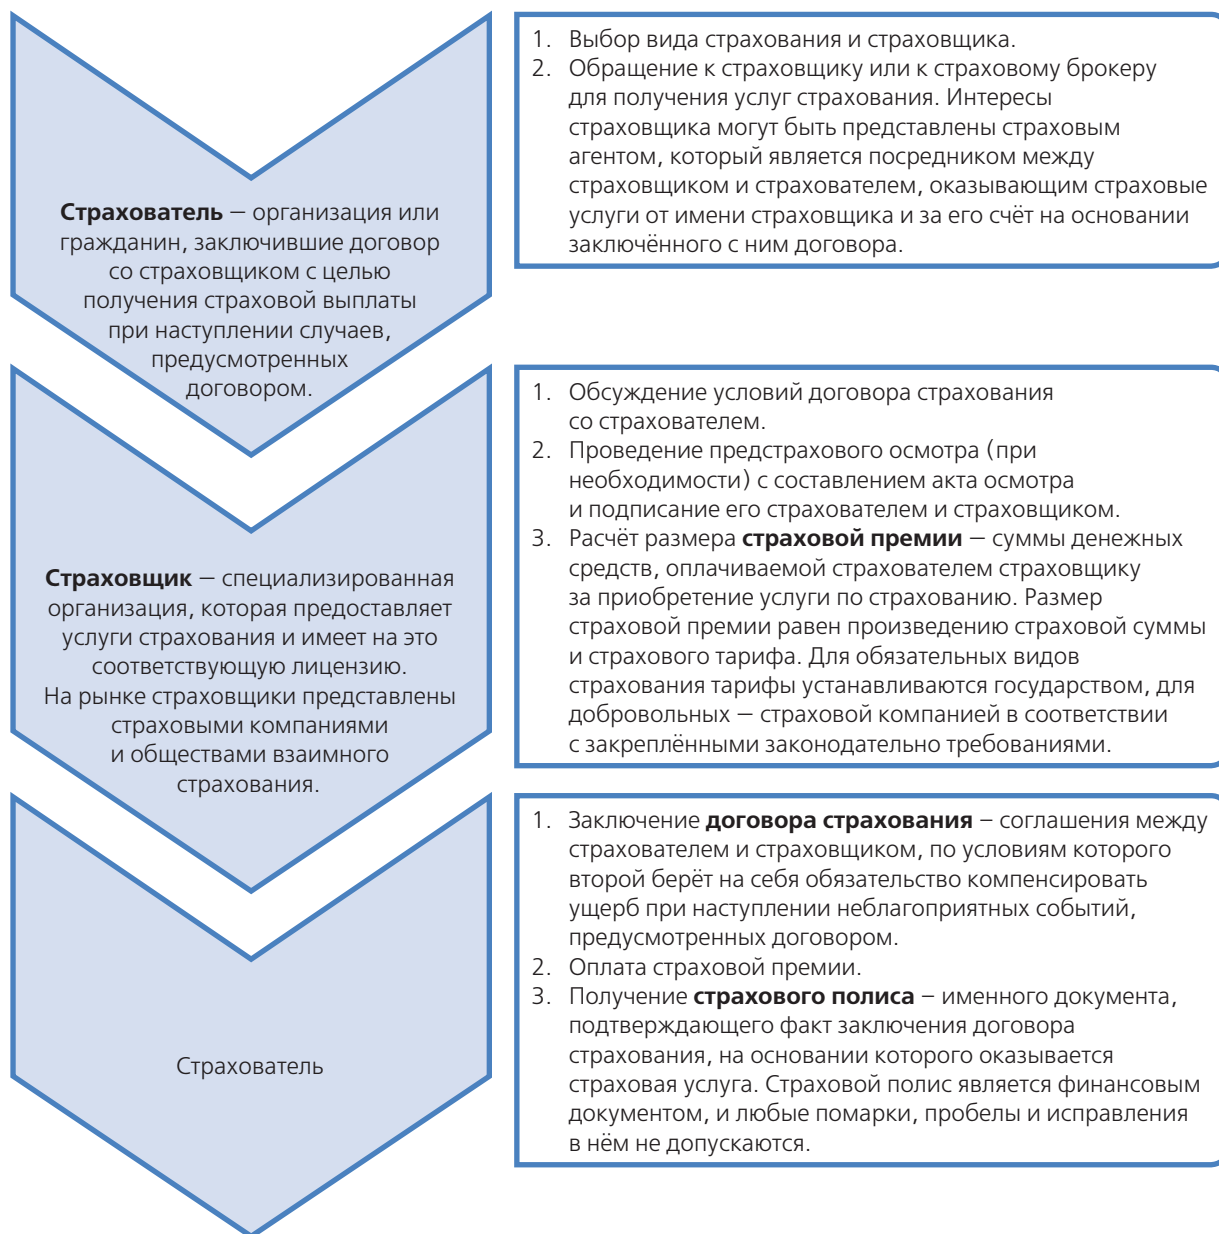 Страхователь – организация или
гражданин, заключившие договор
со страховщиком с целью
получения страховой выплаты
при наступлении случаев,
предусмотренных
договором.
1. Выбор вида страхования и страховщика.
2. Обращение к страховщику или к страховому брокеру
для получения услуг страхования. Интересы
страховщика могут быть представлены страховым
агентом, который является посредником между
страховщиком и страхователем, оказывающим страховые
услуги от имени страховщика и за его счёт на основании
заключённого с ним договора.
Страховщик – специализированная
организация, которая предоставляет
услуги страхования и имеет на это
соответствующую лицензию.
На рынке страховщики представлены
страховыми компаниями
и обществами взаимного
страхования.
1. Обсуждение условий договора страхования
со страхователем.
2. Проведение предстрахового осмотра (при
необходимости) с составлением акта осмотра
и подписание его страхователем и страховщиком.
3. Расчёт размера страховой премии – суммы денежных
средств, оплачиваемой страхователем страховщику
за приобретение услуги по страхованию. Размер
страховой премии равен произведению страховой суммы
и страхового тарифа. Для обязательных видов
страхования тарифы устанавливаются государством, для
добровольных – страховой компанией в соответствии
с закреплёнными законодательно требованиями.
Страхователь
1. Заключение договора страхования – соглашения между
страхователем и страховщиком, по условиям которого
второй берёт на себя обязательство компенсировать
ущерб при наступлении неблагоприятных событий,
предусмотренных договором.
2. Оплата страховой премии.
3. Получение страхового полиса – именного документа,
подтверждающего факт заключения договора
страхования, на основании которого оказывается
страховая услуга. Страховой полис является финансовым
документом, и любые помарки, пробелы и исправления
в нём не допускаются.